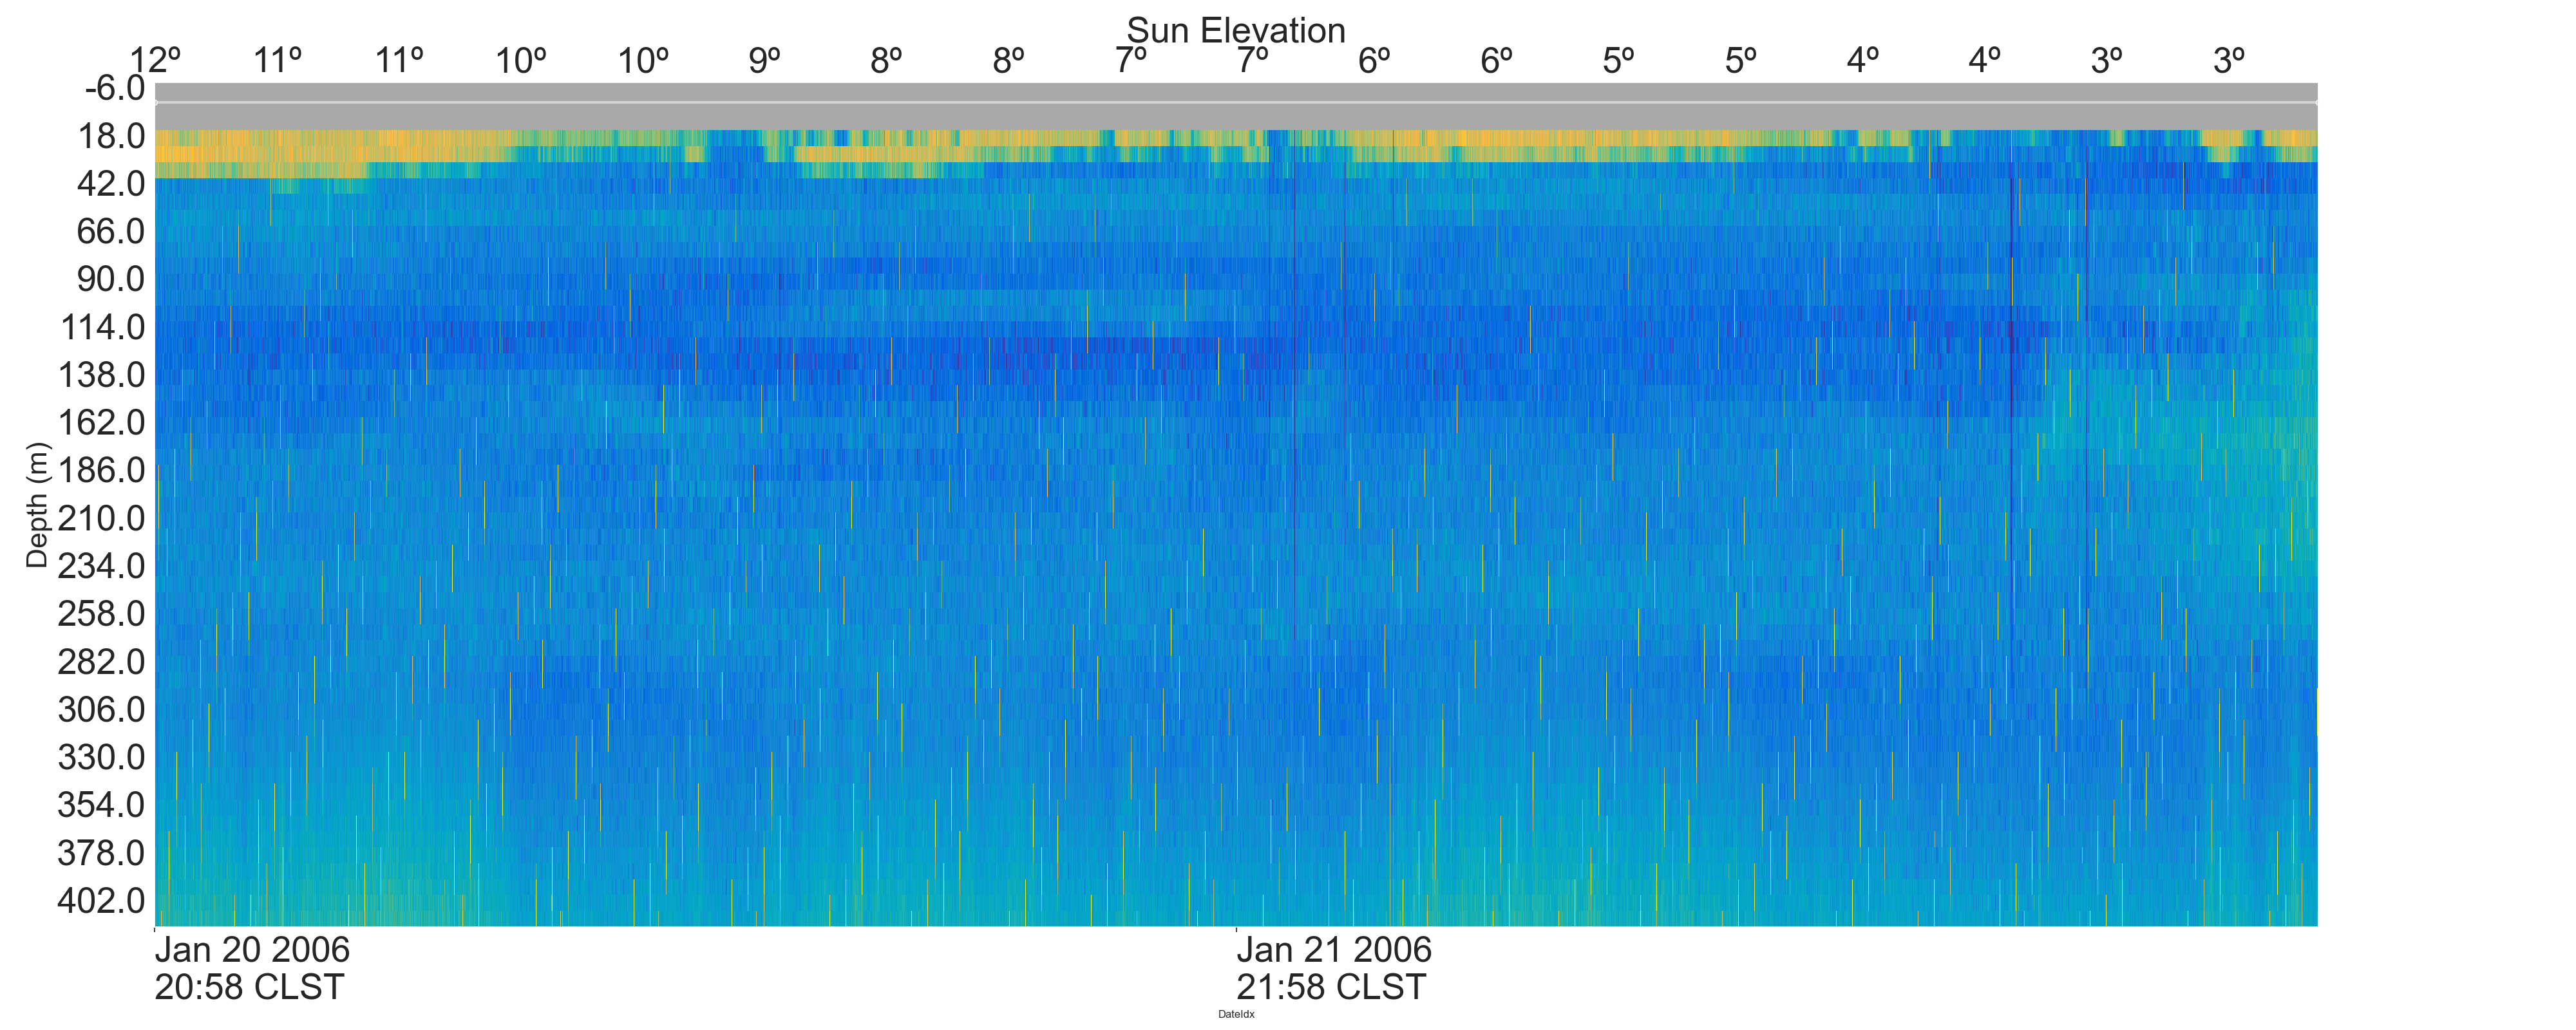 Sun Elevation
12º 11º 11º 10º 10º 9º 8º 8º 7º 7º 6º 6º 5º 5º 4º 4º 3º 3º
-6.0
18.0
42.0
66.0
90.0
114.0
138.0
162.0
186.0
210.0
234.0
258.0
282.0
306.0
330.0
354.0
378.0
402.0
Depth (m)
Jan 20 2006
20:58 CLST
Jan 21 2006
21:58 CLST
DateIdx